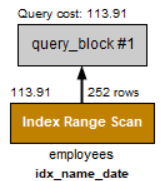 Query cost: 113.91
query_block #1
113.91 252 rows
Index Range Scan
employees
idx_name_date